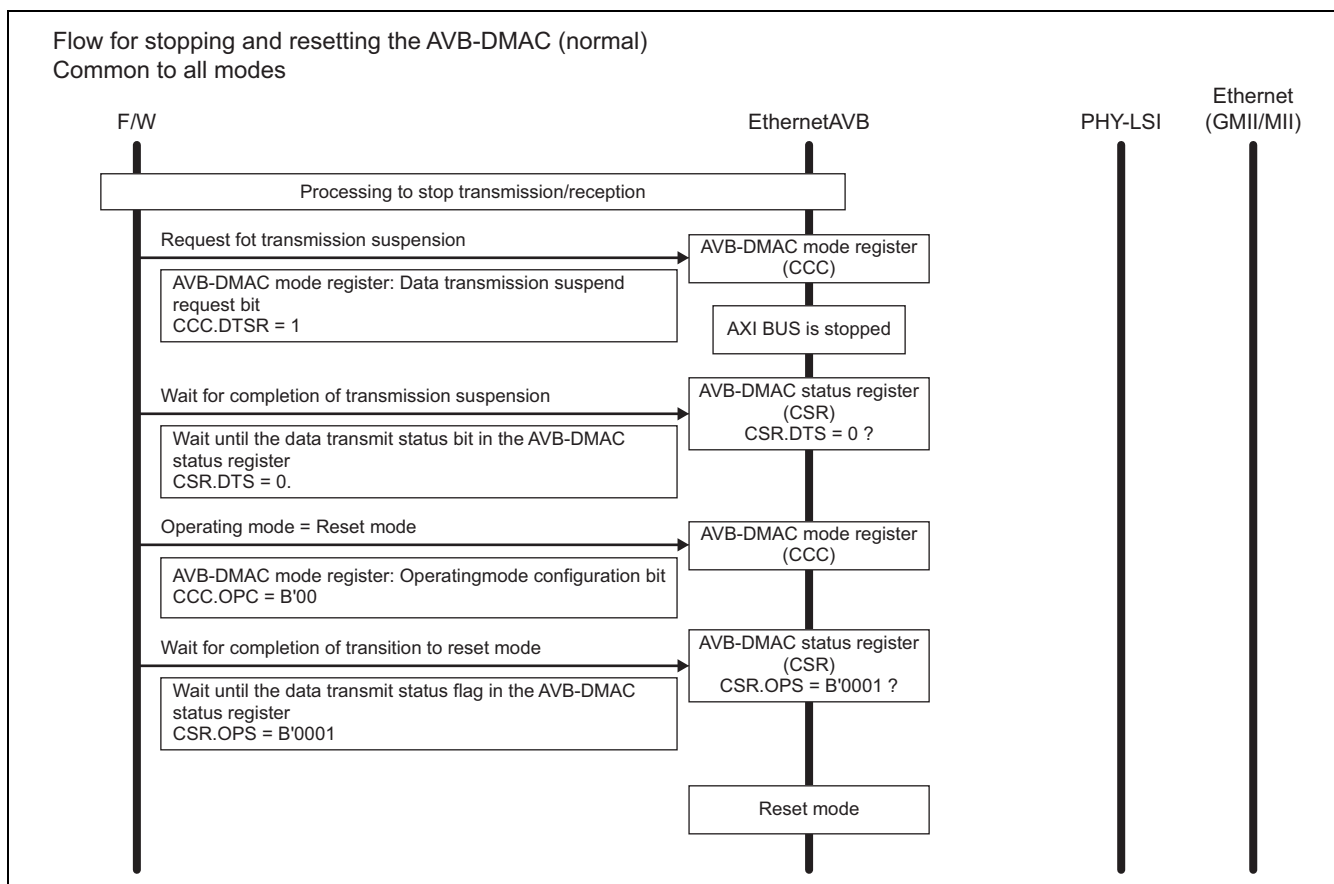 Flow for stopping and resetting the AVB-DMAC (normal)
Common to all modes
F/W
EthernetAVB
PHY-LSI
Ethernet
(GMII/MII)
Processing to stop transmission/reception
Request fot transmission suspension
AVB-DMAC mode register
(CCC)
AVB-DMAC mode register: Data transmission suspend
request bit
CCC.DTSR = 1
AXI BUS is stopped
Wait for completion of transmission suspension
AVB-DMAC status register
(CSR)
CSR.DTS = 0 ?
Wait until the data transmit status bit in the AVB-DMAC
status register
CSR.DTS = 0.
Operating mode = Reset mode
AVB-DMAC mode register
(CCC)
AVB-DMAC mode register: Operatingmode configuration bit
CCC.OPC = B'00
Wait for completion of transition to reset mode
AVB-DMAC status register
(CSR)
CSR.OPS = B'0001 ?
Wait until the data transmit status flag in the AVB-DMAC
status register
CSR.OPS = B'0001
Reset mode